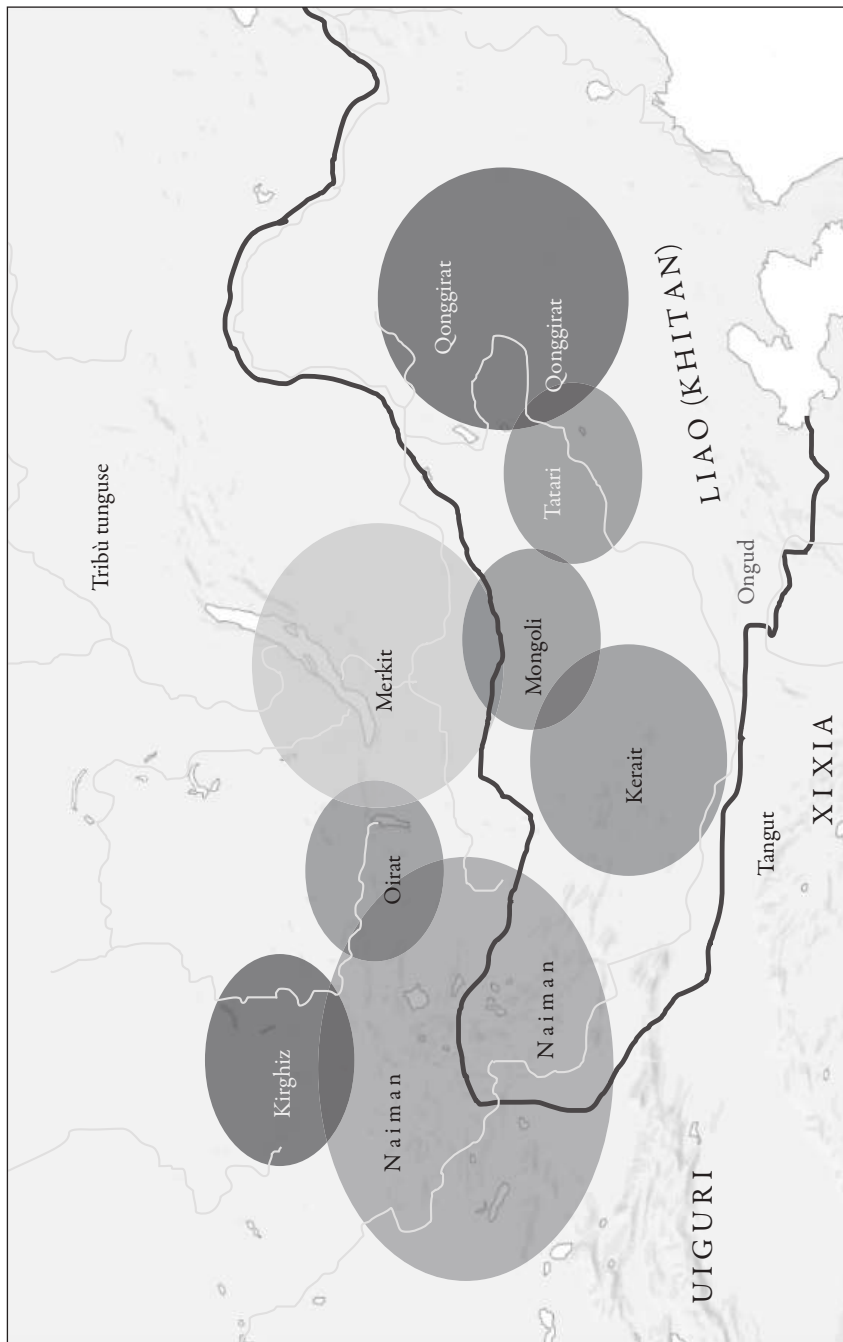 Tribù tunguse
Kirghiz
Oirat
Merkit
Qonggirat
Naiman
Naiman
Mongoli
Tatari
Qonggirat
Kerait
LIAO (KHITAN)
Ongud
UIGURI
Tangut
XIXIA